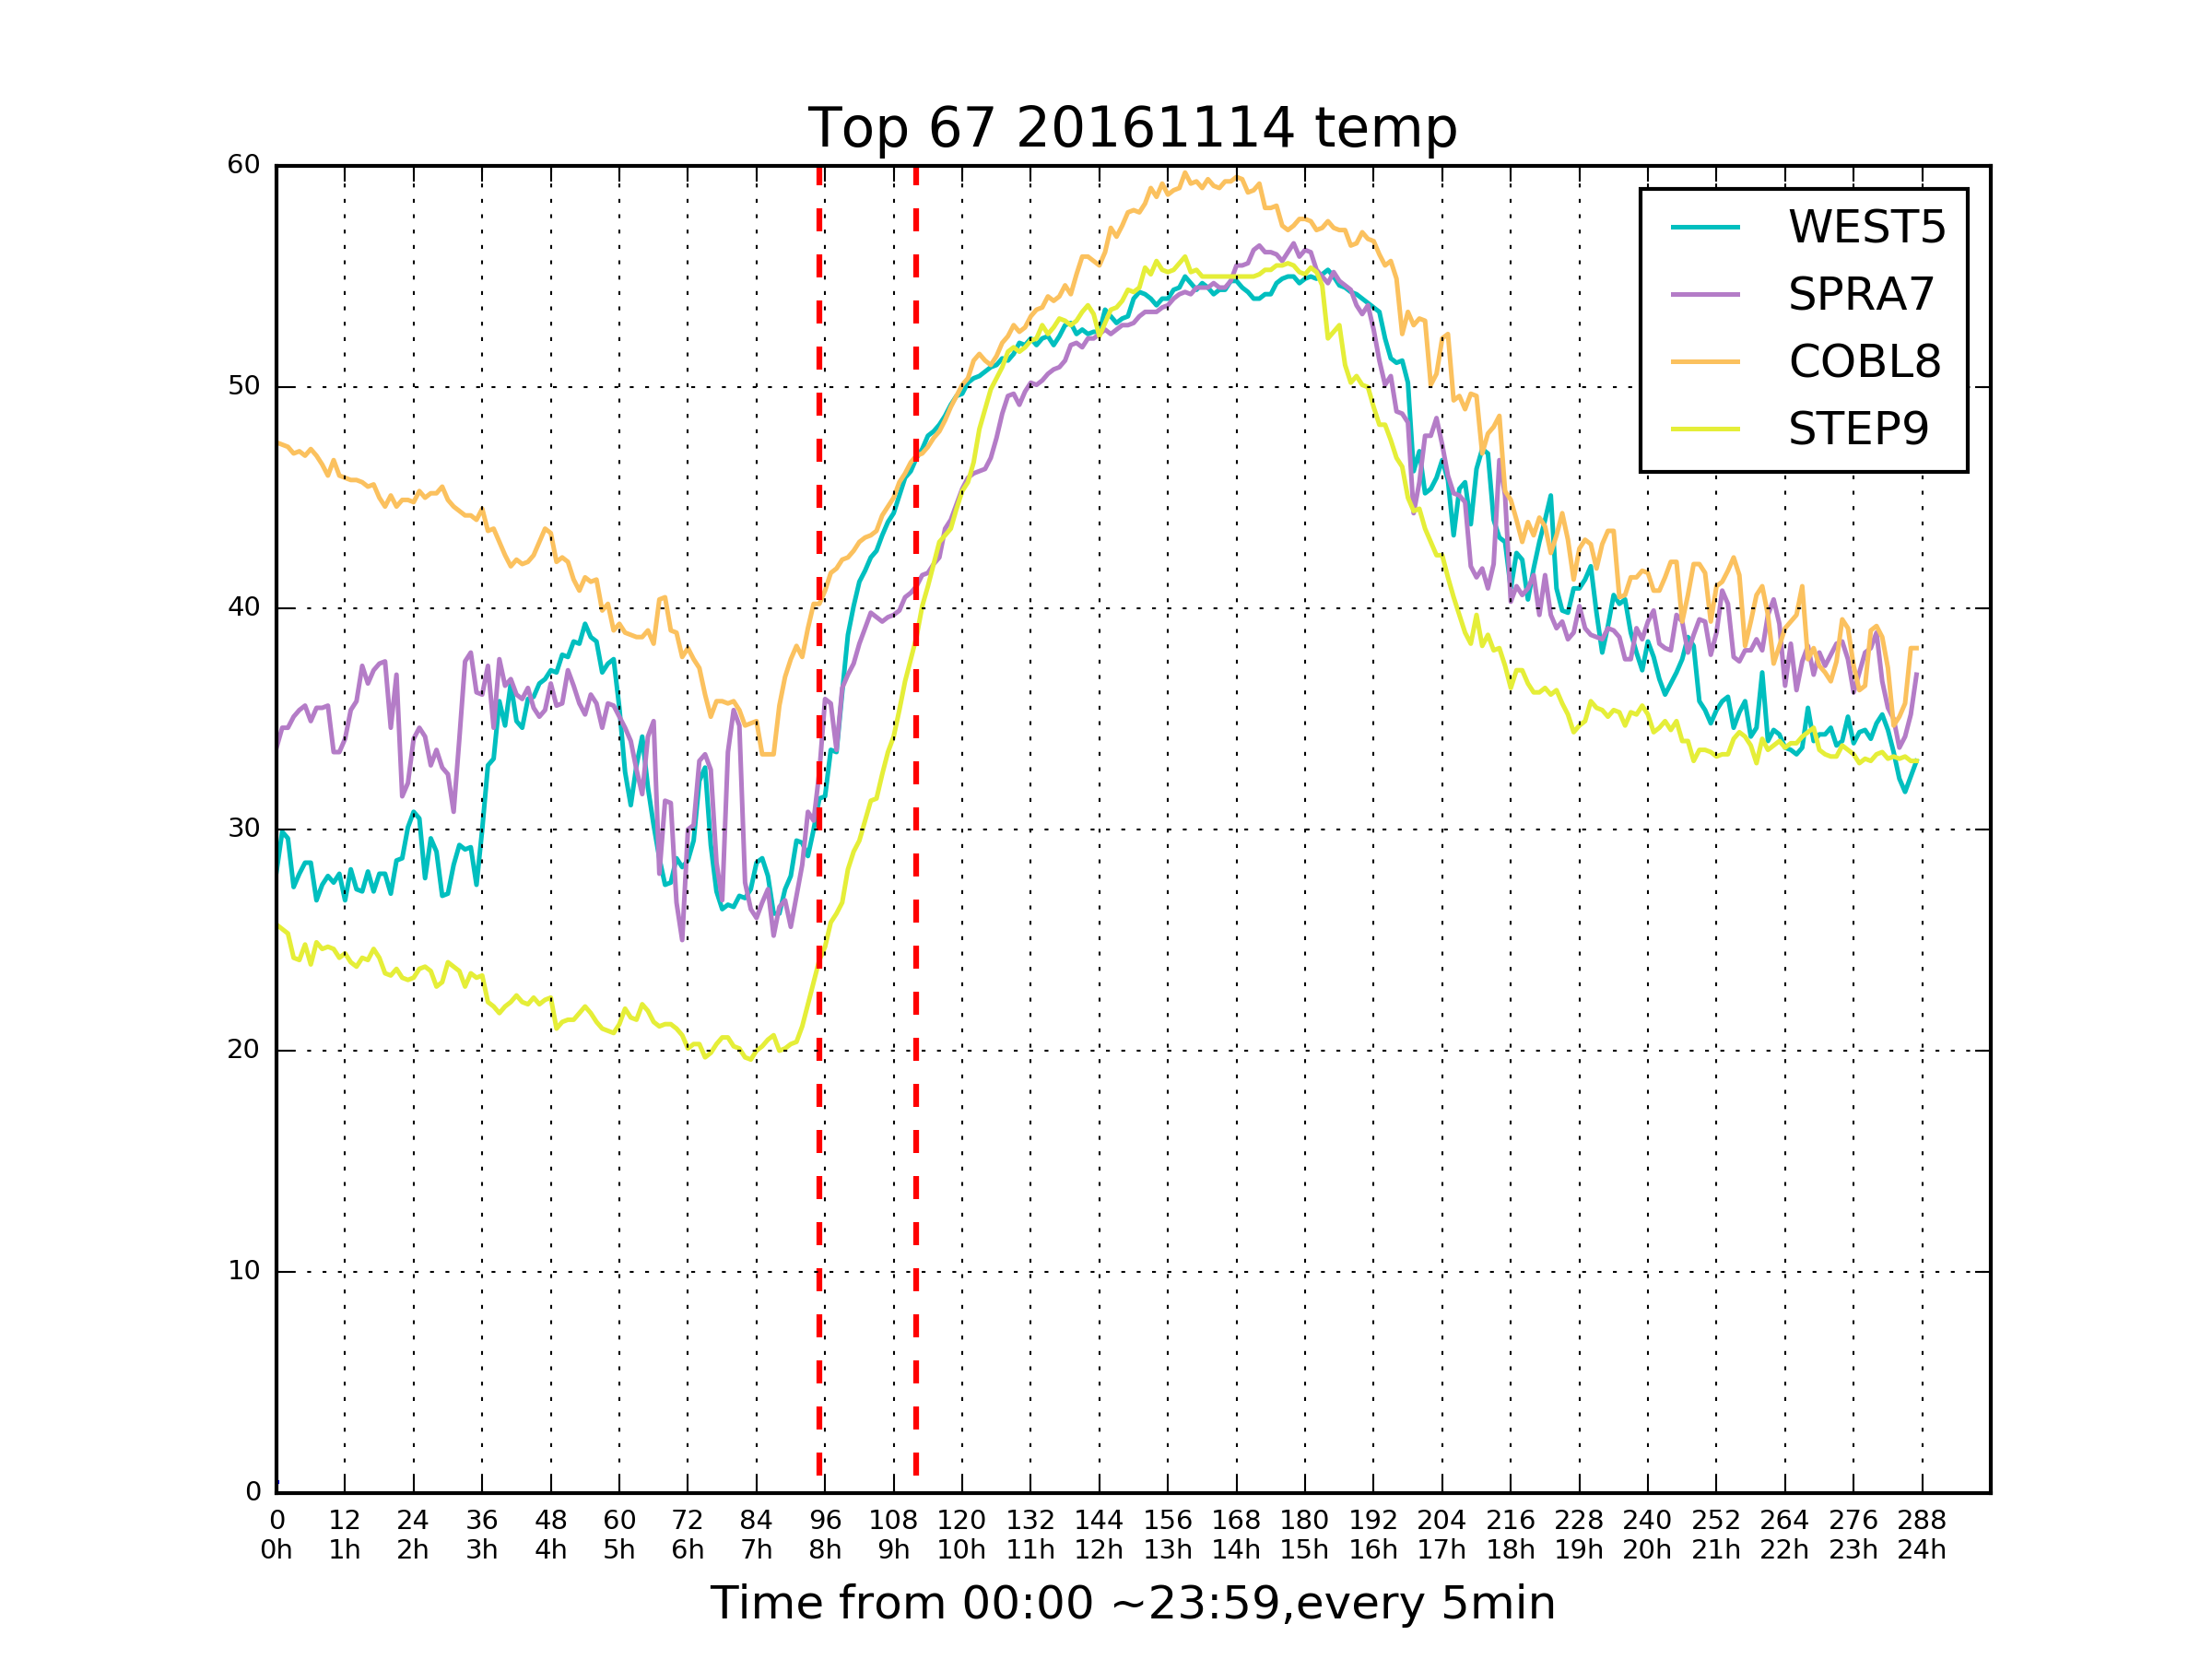 Top 67 20161114 temp
60
50
40
30
20
10
0
WEST5
SPRA7
COBL8
STEP9
0 12 24 36 48 60 72 84 96 108 120 132 144 156 168 180 192 204 216 228 240 252 264 276 288
0h 1h 2h 3h 4h 5h 6h 7h 8h 9h 10h 11h 12h 13h 14h 15h 16h 17h 18h 19h 20h 21h 22h 23h 24h
Time from 00:00 ~23:59,every 5min